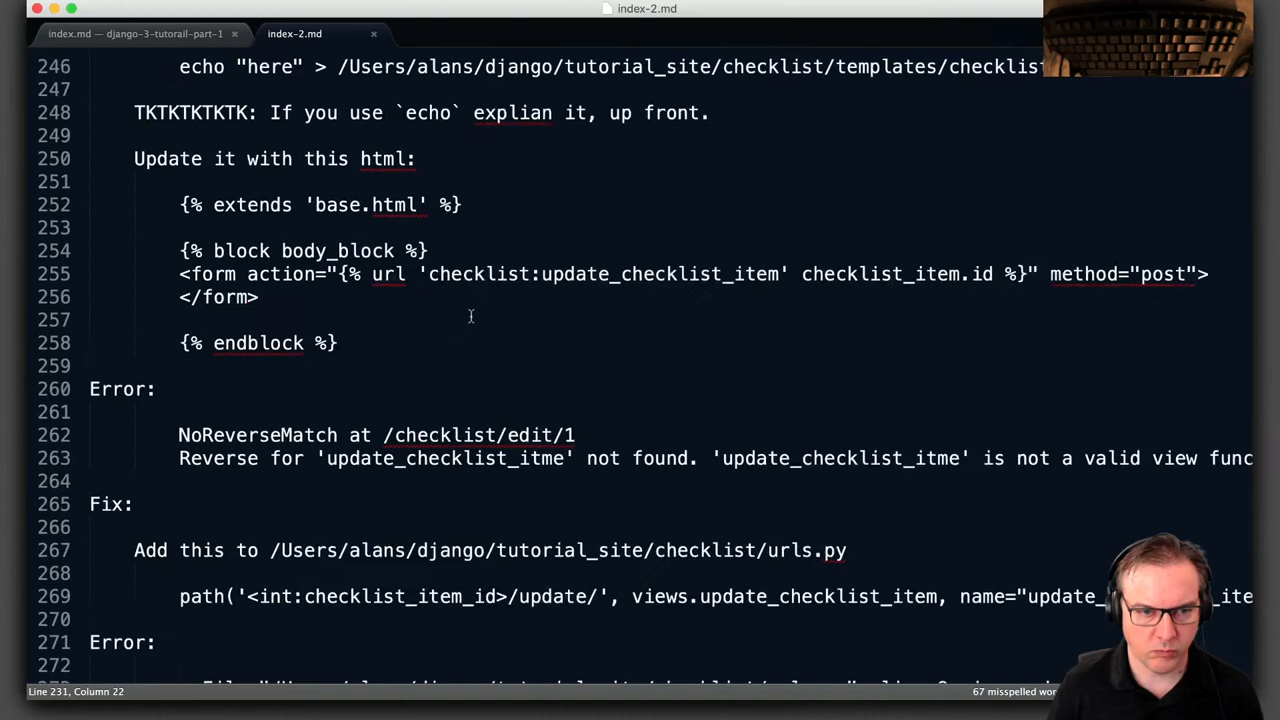 index-2.md
index.md — django-3-tutorail-part-1 ×
index-2.md ×
246 echo "here" > /Users/alans/django/tutorial_site/checklist/templates/checklist
247
248 TKTKTKTKTK: If you use `echo` explian it, up front.
249
250 Update it with this html:
251
252 {% extends 'base.html' %}
253
254 {% block body_block %}
255 <form action="{% url 'checklist:update_checklist_item' checklist_item.id %}" method="post">
256 </form>
257
258 {% endblock %}
259
260 Error:
261
262 NoReverseMatch at /checklist/edit/1
263 Reverse for 'update_checklist_itme' not found. 'update_checklist_itme' is not a valid view func
264
265 Fix:
266
267 Add this to /Users/alans/django/tutorial_site/checklist/urls.py
268
269 path('<int:checklist_item_id>/update/', views.update_checklist_item, name="update_ ite
270
271 Error:
272
Line 231, Column 22
67 misspelled wor